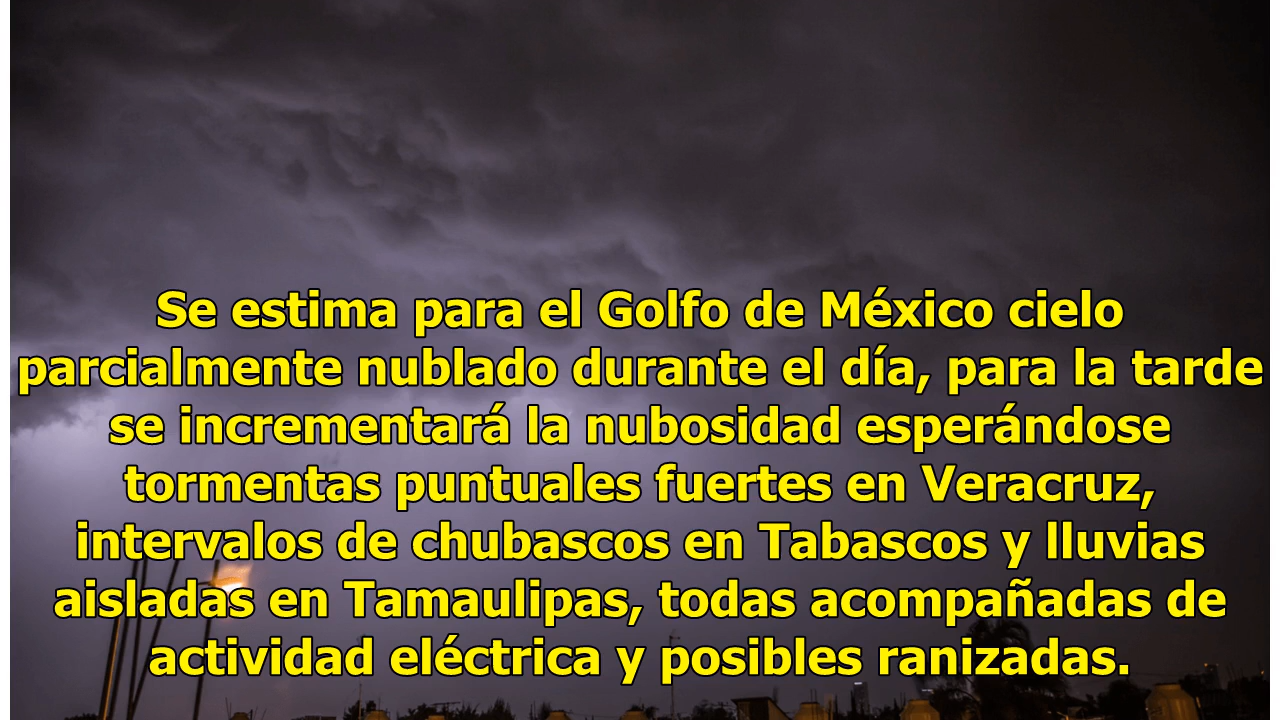 Se estima para el Golfo de México cielo
parcialmente nublado durante el día, para la tarde
se incrementará la nubosidad esperándose
tormentas puntuales fuertes en Veracruz,
intervalos de chubascos en Tabascos y lluvias
aisladas en Tamaulipas, todas acompañadas de
actividad eléctrica y posibles ranizadas.